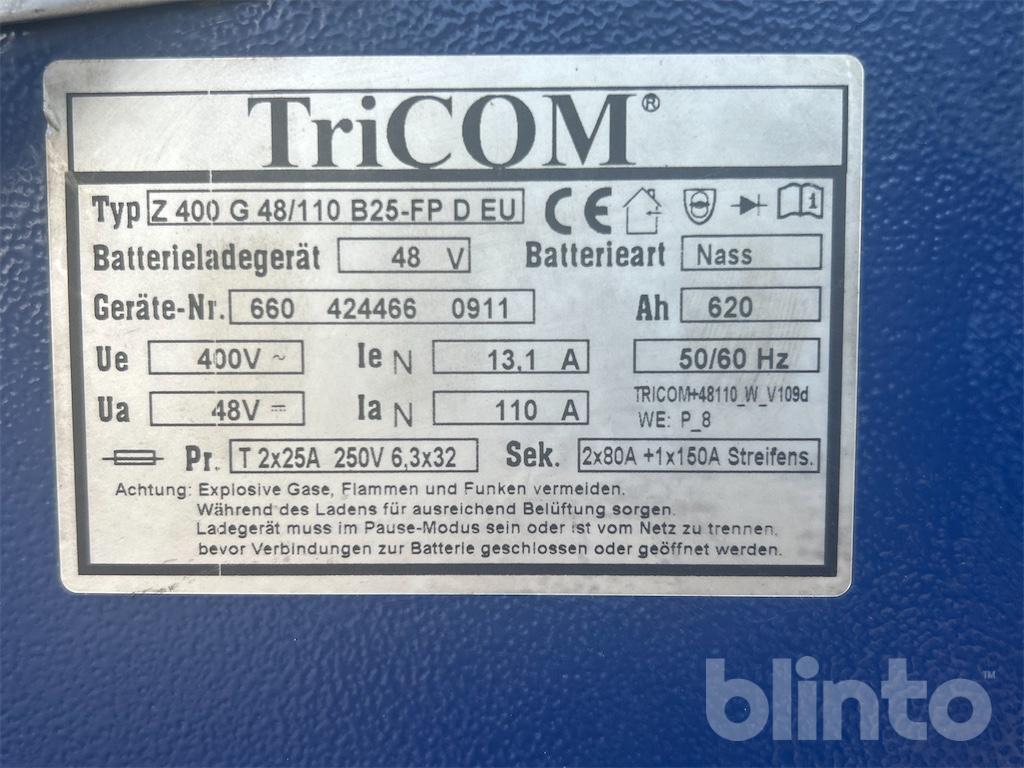 TriCOM®
Typ Z 400 G 48/110 B25-FP D EU CE
Batterieladegerät 48 V Batterieart Nass
Geräte-Nr. 660 424466 0911 Ah 620
Ue 400V ~ Ie N 13,1 A 50/60 Hz
Ua 48V ⎓ Ia N 110 A TRICOM+48110_W_V109d
WE: P_8
Pr. T 2x25A 250V 6,3x32 Sek. 2x80A +1x150A Streifens.
Achtung: Explosive Gase, Flammen und Funken vermeiden.
Während des Ladens für ausreichend Belüftung sorgen.
Ladegerät muss im Pause-Modus sein oder ist vom Netz zu trennen,
bevor Verbindungen zur Batterie geschlossen oder geöffnet werden.
blinto™